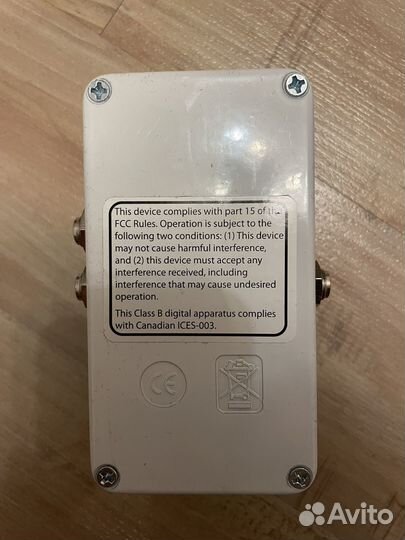 This device complies with part 15 of the
FCC Rules. Operation is subject to the
following two conditions: (1) This device
may not cause harmful interference,
and (2) this device must accept any
interference received, including
interference that may cause undesired
operation.
This Class B digital apparatus complies
with Canadian ICES-003.
CE
Avito